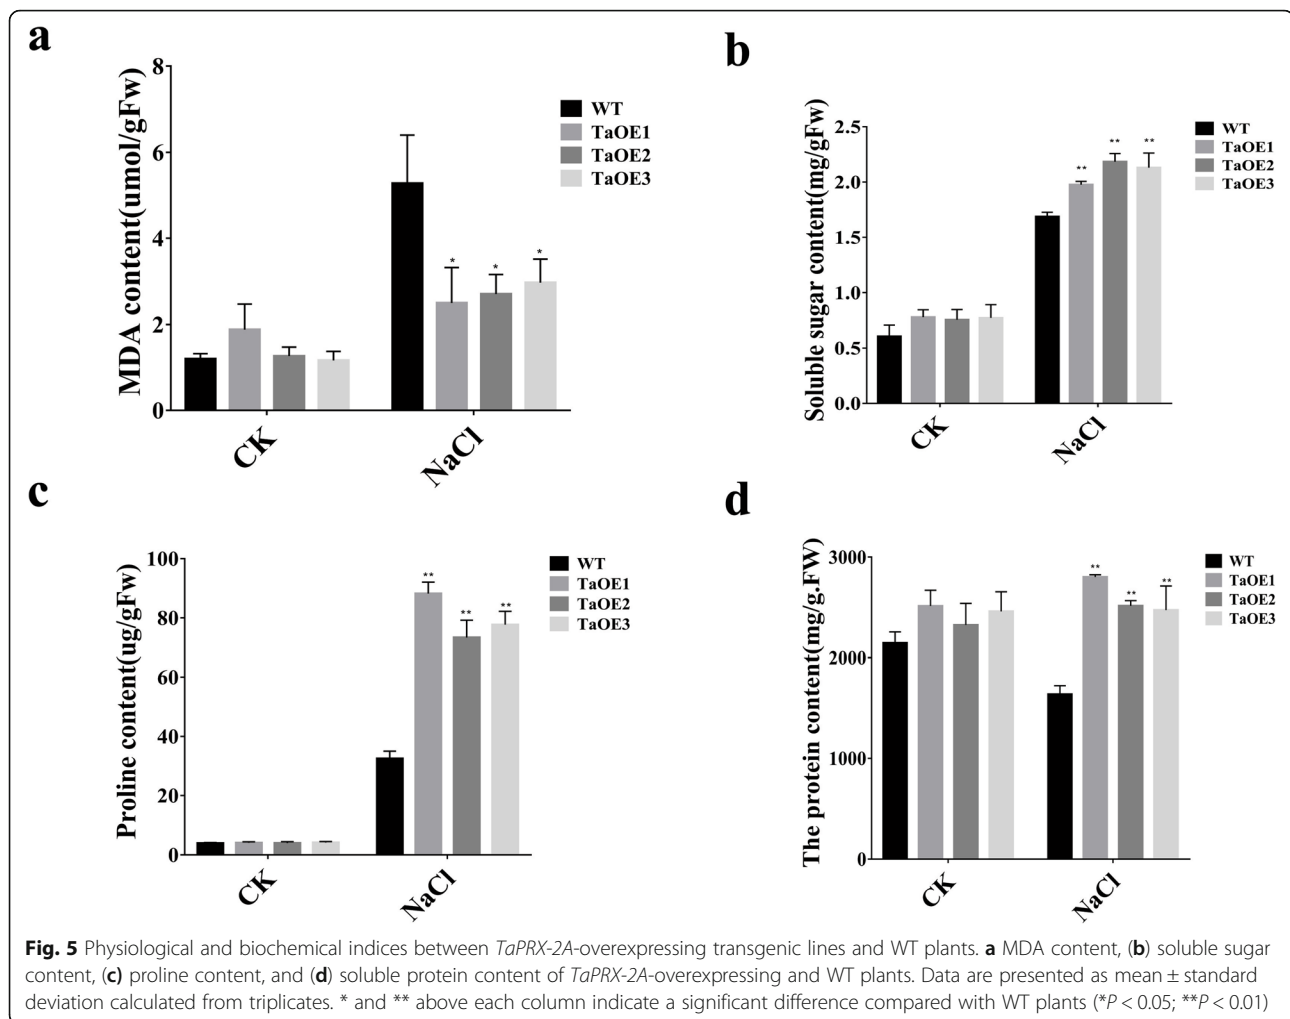 a
MDA content(umol/gFw)
8
6
4
2
0
CK
NaCl
WT
TaOE1
TaOE2
TaOE3
*
*
*
b
Soluble sugar content(mg/gFw)
2.5
2.0
1.5
1.0
0.5
0.0
CK
NaCl
WT
TaOE1
TaOE2
TaOE3
**
**
**
c
Proline content(ug/gFw)
100
80
60
40
20
0
CK
NaCl
WT
TaOE1
TaOE2
TaOE3
**
**
**
d
The protein content(mg/g.FW)
3000
2000
1000
0
CK
NaCl
WT
TaOE1
TaOE2
TaOE3
**
**
**
Fig. 5 Physiological and biochemical indices between TaPRX-2A-overexpressing transgenic lines and WT plants. a MDA content, (b) soluble sugar
content, (c) proline content, and (d) soluble protein content of TaPRX-2A-overexpressing and WT plants. Data are presented as mean ± standard
deviation calculated from triplicates. * and ** above each column indicate a significant difference compared with WT plants (*P < 0.05; **P < 0.01)